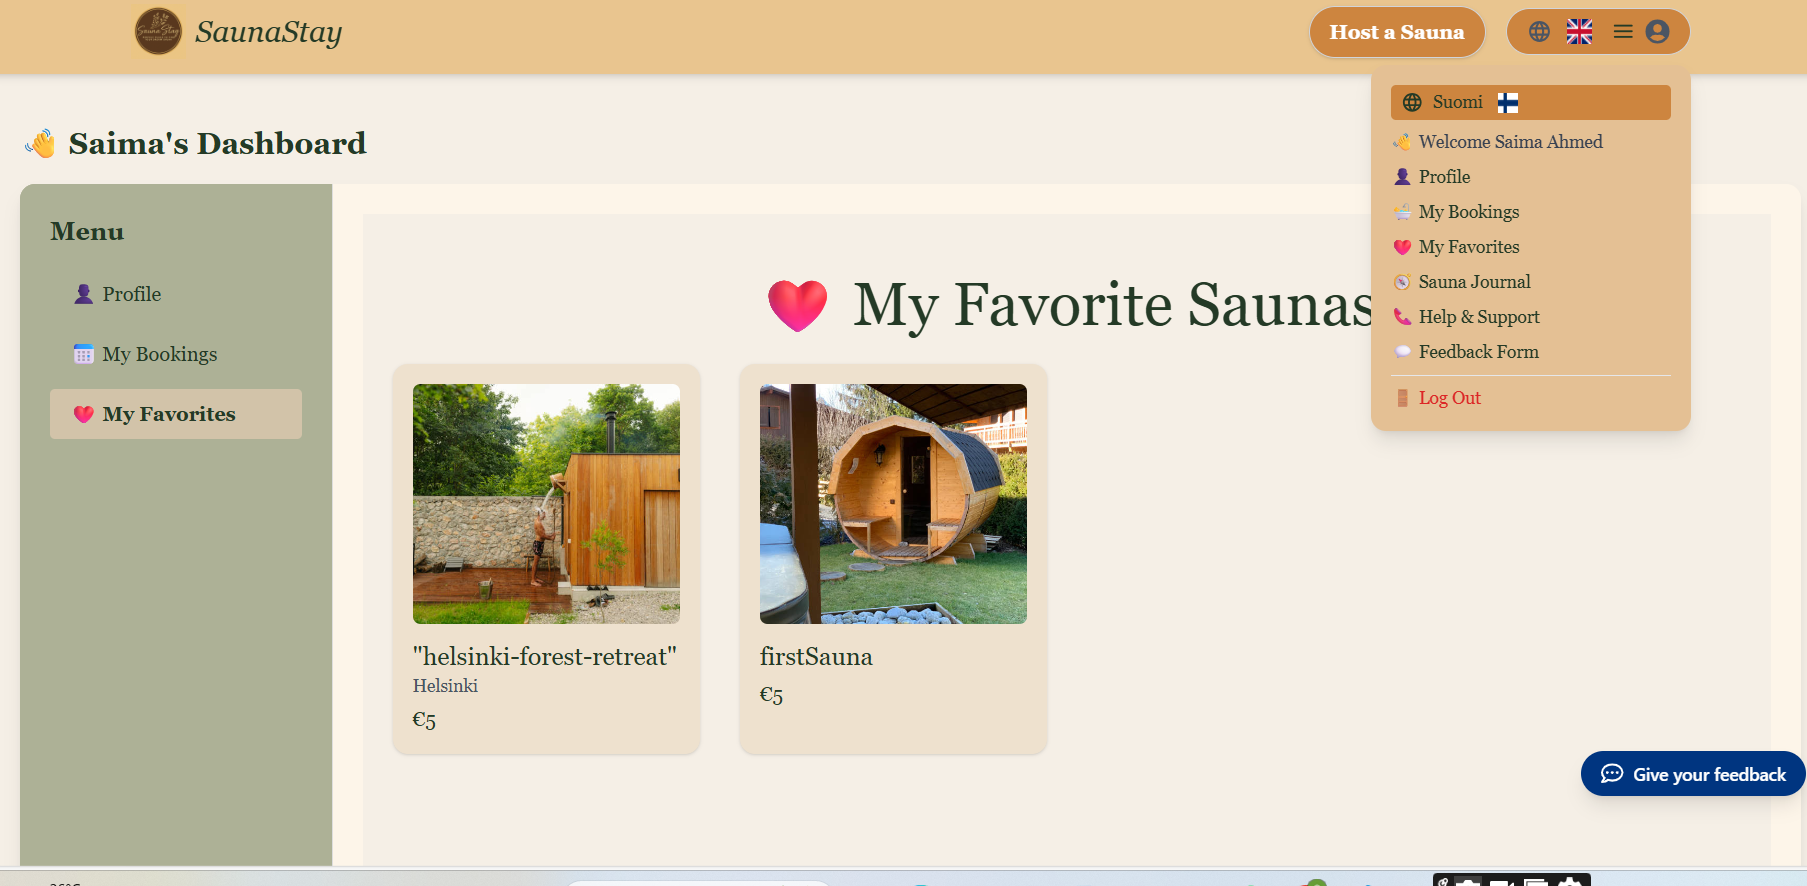 SaunaStay
Host a Sauna
Suomi
Welcome Saima Ahmed
Profile
My Bookings
My Favorites
Sauna Journal
Help & Support
Feedback Form
Log Out
Saima's Dashboard
Menu
Profile
My Bookings
My Favorites
My Favorite Saunas
"helsinki-forest-retreat"
Helsinki
€5
firstSauna
€5
Give your feedback